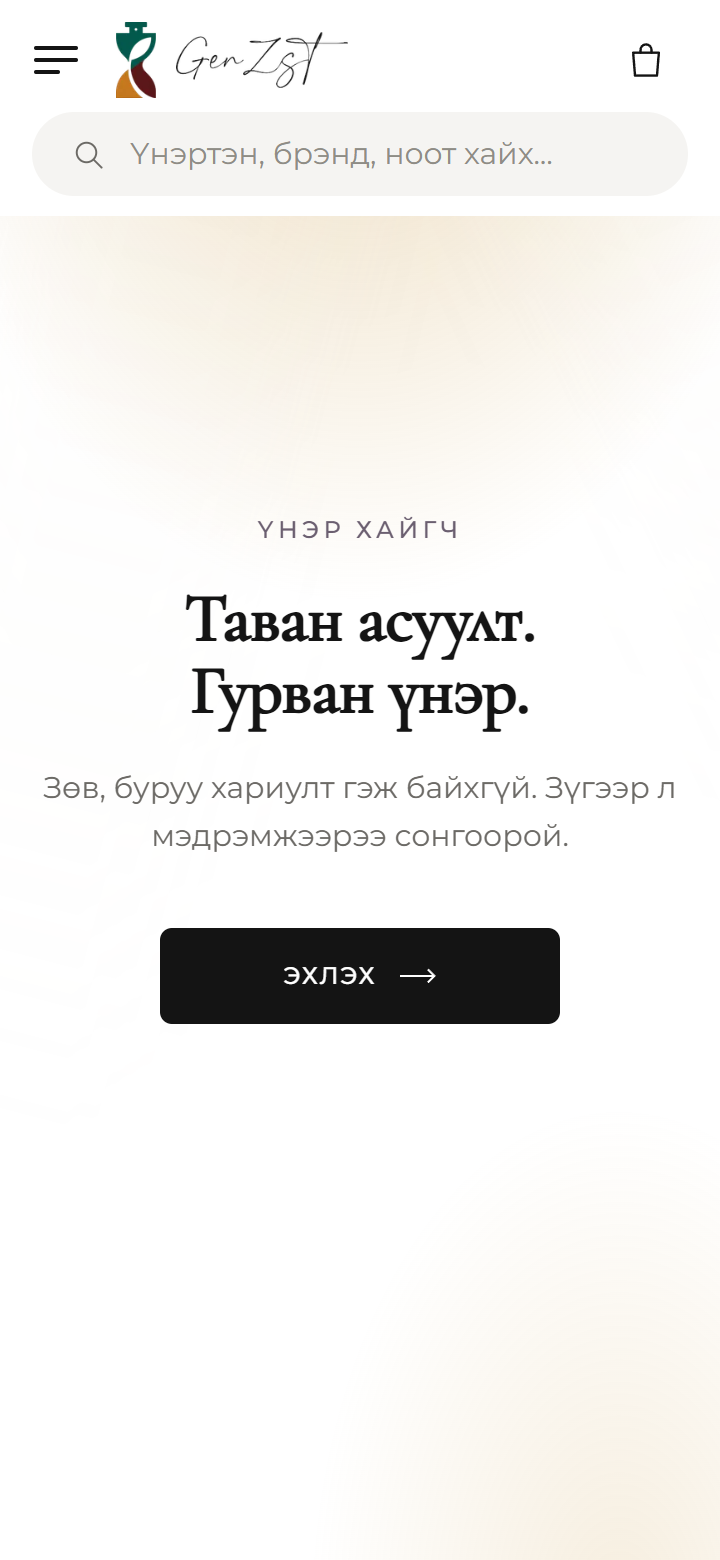 GenZsT
Үнэртэн, брэнд, ноот хайх...
ҮНЭР ХАЙГЧ
Таван асуулт.
Гурван үнэр.
Зөв, буруу хариулт гэж байхгүй. Зүгээр л
мэдрэмжээрээ сонгоорой.
ЭХЛЭХ